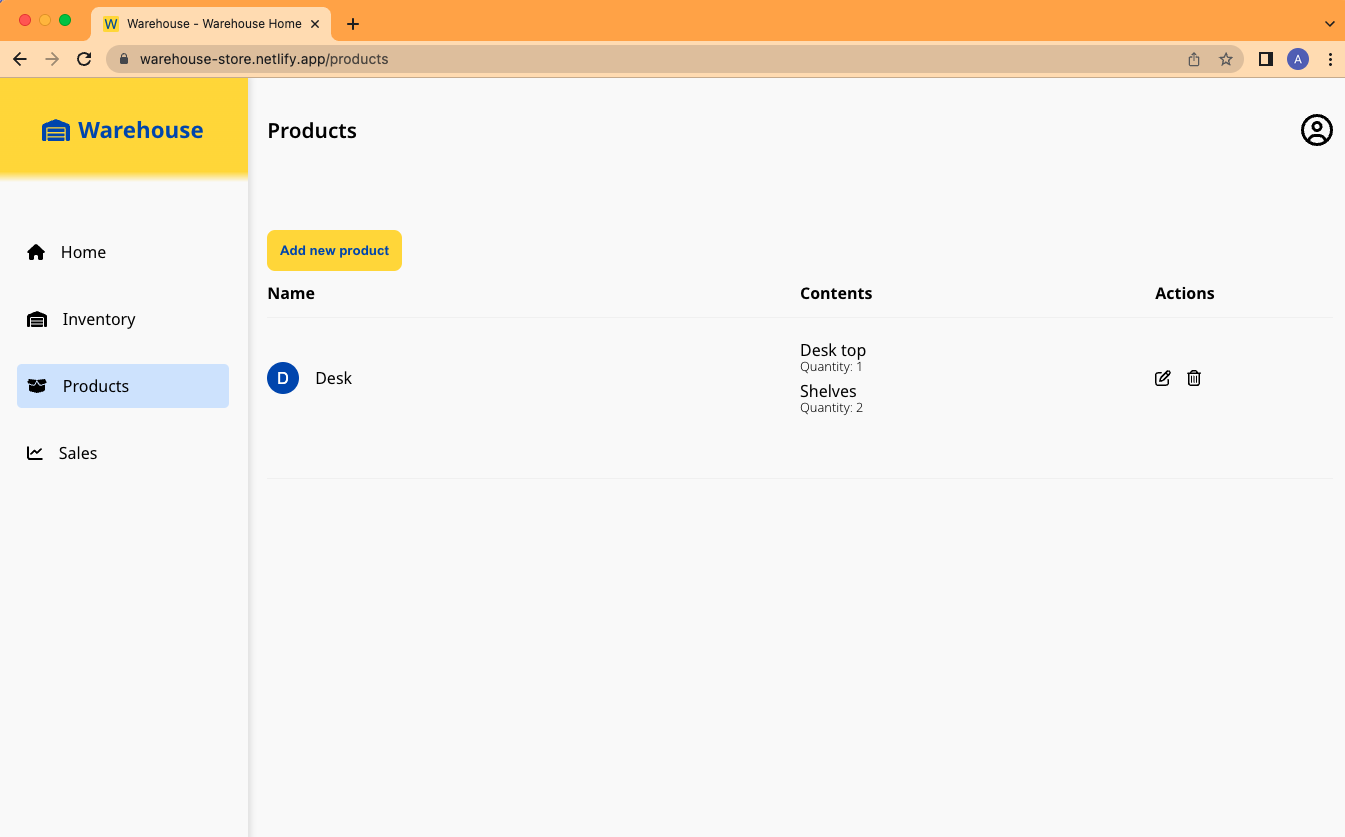 W Warehouse - Warehouse Home
warehouse-store.netlify.app/products
A
Warehouse
Products
Home
Inventory
Products
Sales
Add new product
Name Contents Actions
D Desk
Desk top
Quantity: 1
Shelves
Quantity: 2